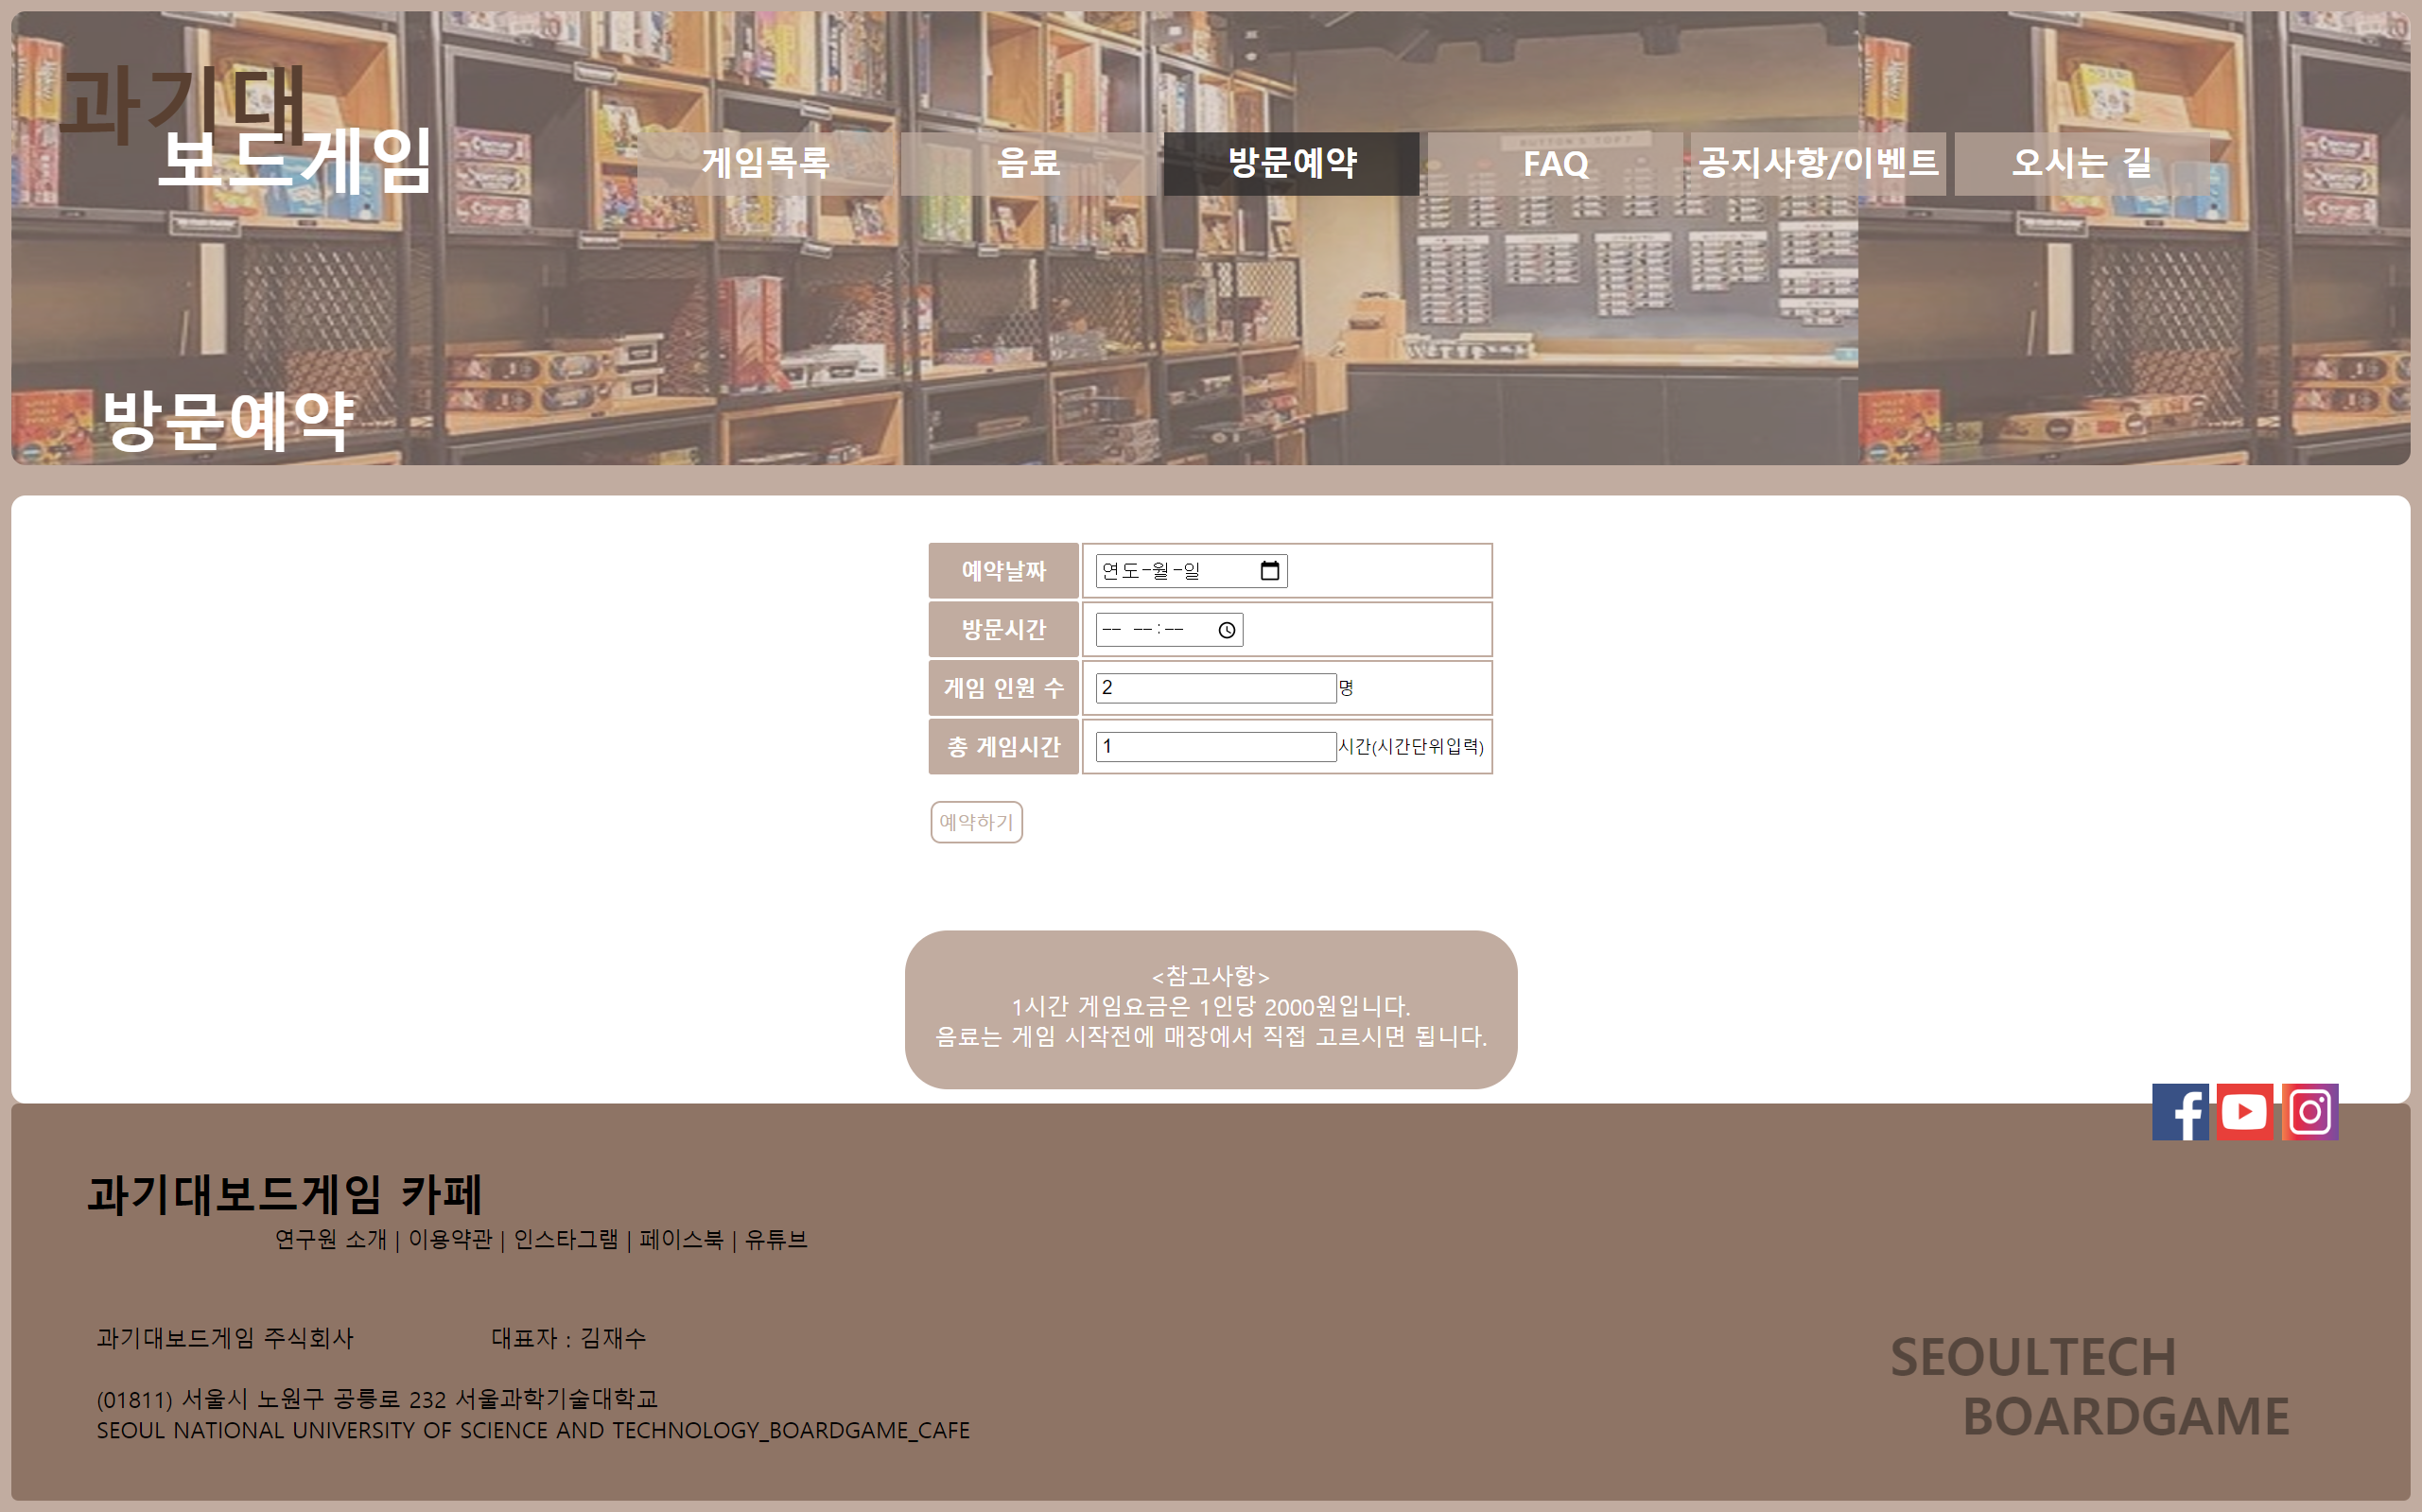 과기대
보드게임
게임목록
음료
방문예약
FAQ
공지사항/이벤트
오시는 길
방문예약
예약날짜 연도-월-일
방문시간 -- --:--
게임 인원 수 2 명
총 게임시간 1 시간(시간단위입력)
예약하기
<참고사항>
1시간 게임요금은 1인당 2000원입니다.
음료는 게임 시작전에 매장에서 직접 고르시면 됩니다.
과기대보드게임 카페
연구원 소개 | 이용약관 | 인스타그램 | 페이스북 | 유튜브
과기대보드게임 주식회사 대표자 : 김재수
(01811) 서울시 노원구 공릉로 232 서울과학기술대학교
SEOUL NATIONAL UNIVERSITY OF SCIENCE AND TECHNOLOGY_BOARDGAME_CAFE
SEOULTECH
BOARDGAME